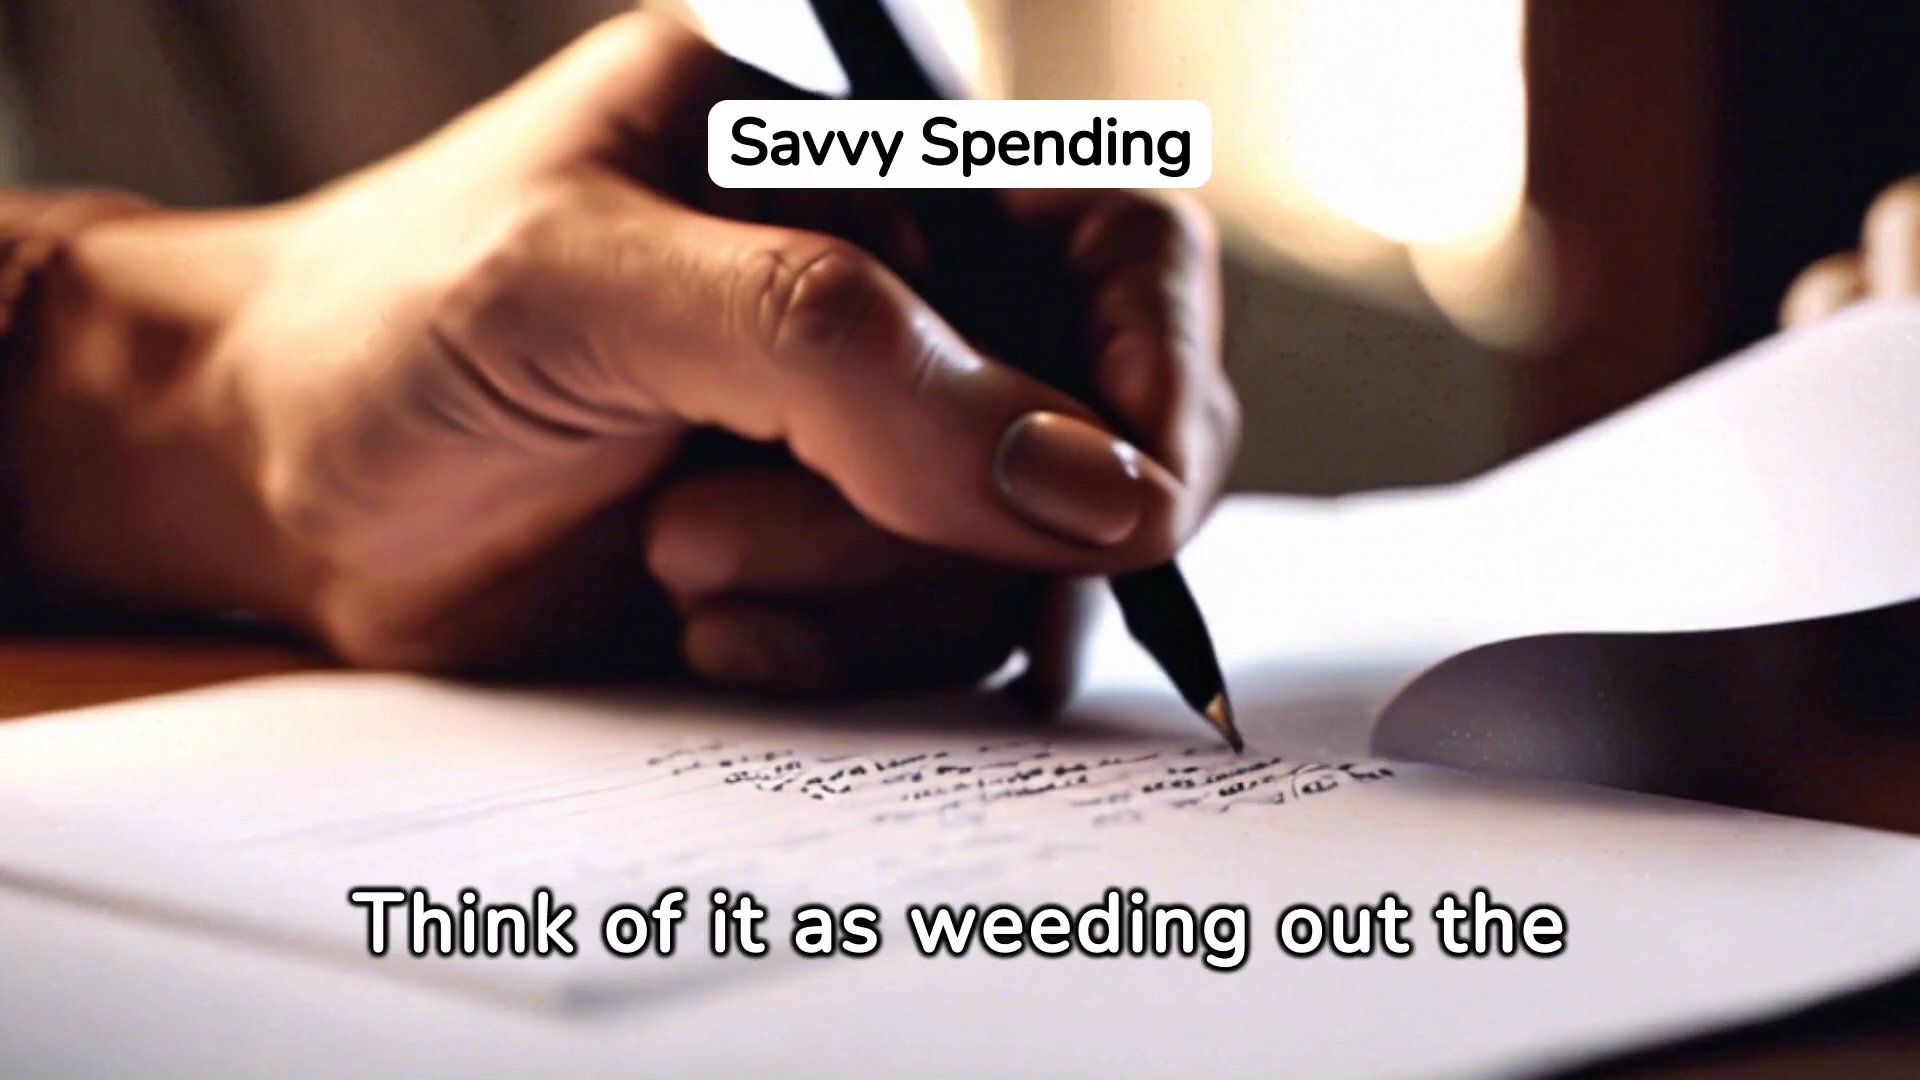 Savvy Spending
Think of it as weeding out the